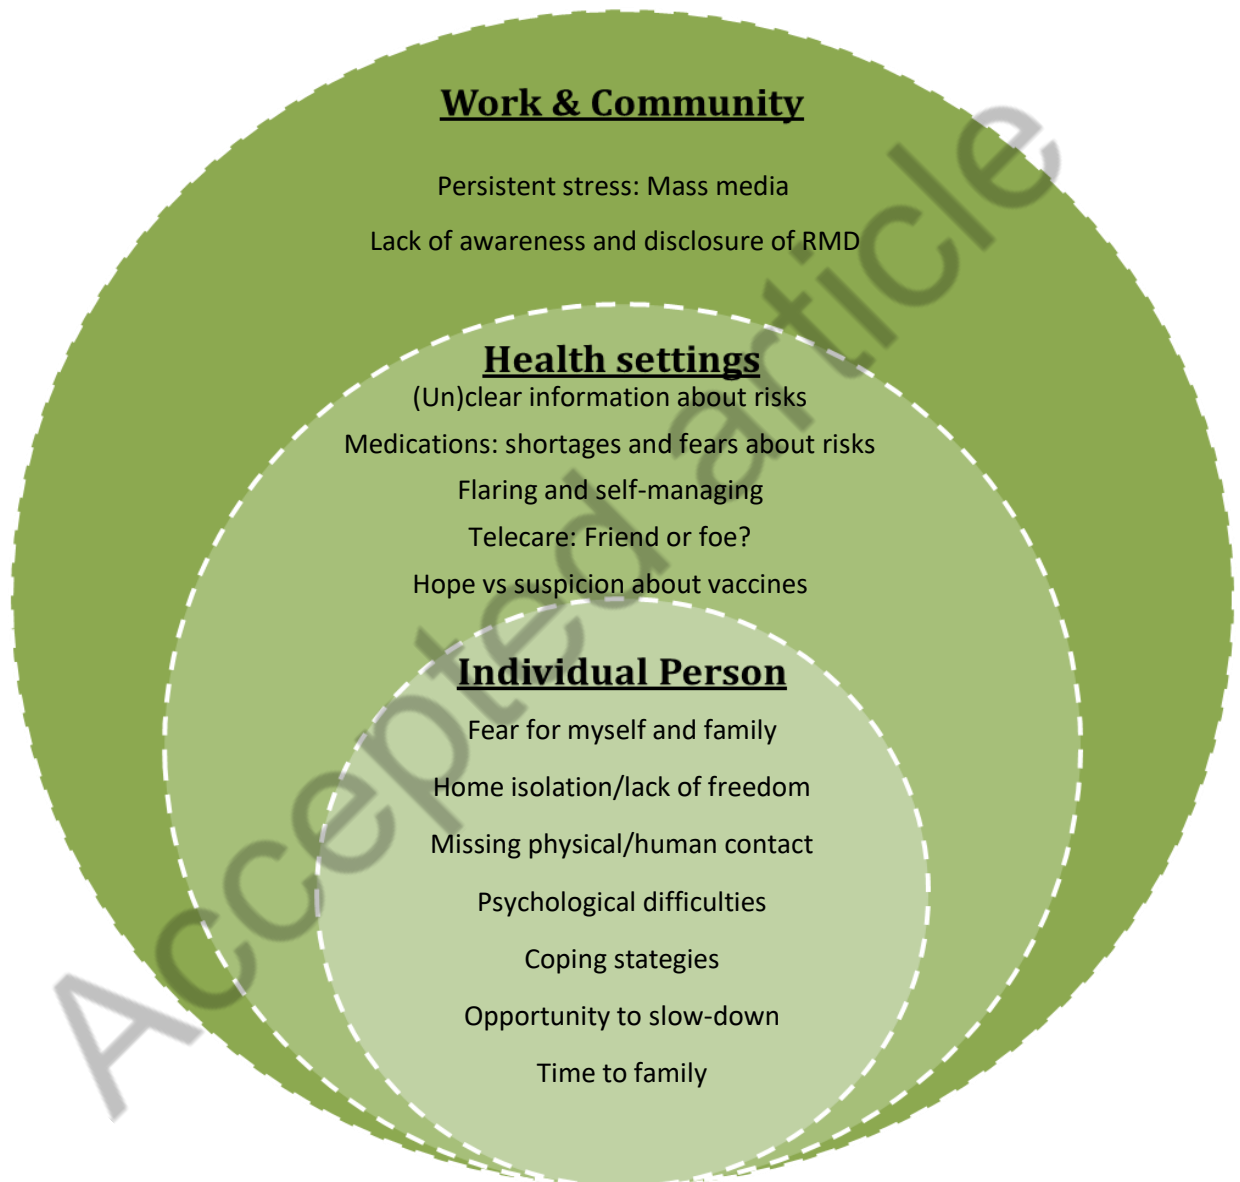 Work & Community
Persistent stress: Mass media
Lack of awareness and disclosure of RMD
Health settings
(Un)clear information about risks
Medications: shortages and fears about risks
Flaring and self-managing
Telecare: Friend or foe?
Hope vs suspicion about vaccines
Individual Person
Fear for myself and family
Home isolation/lack of freedom
Missing physical/human contact
Psychological difficulties
Coping stategies
Opportunity to slow-down
Time to family
Accepted article